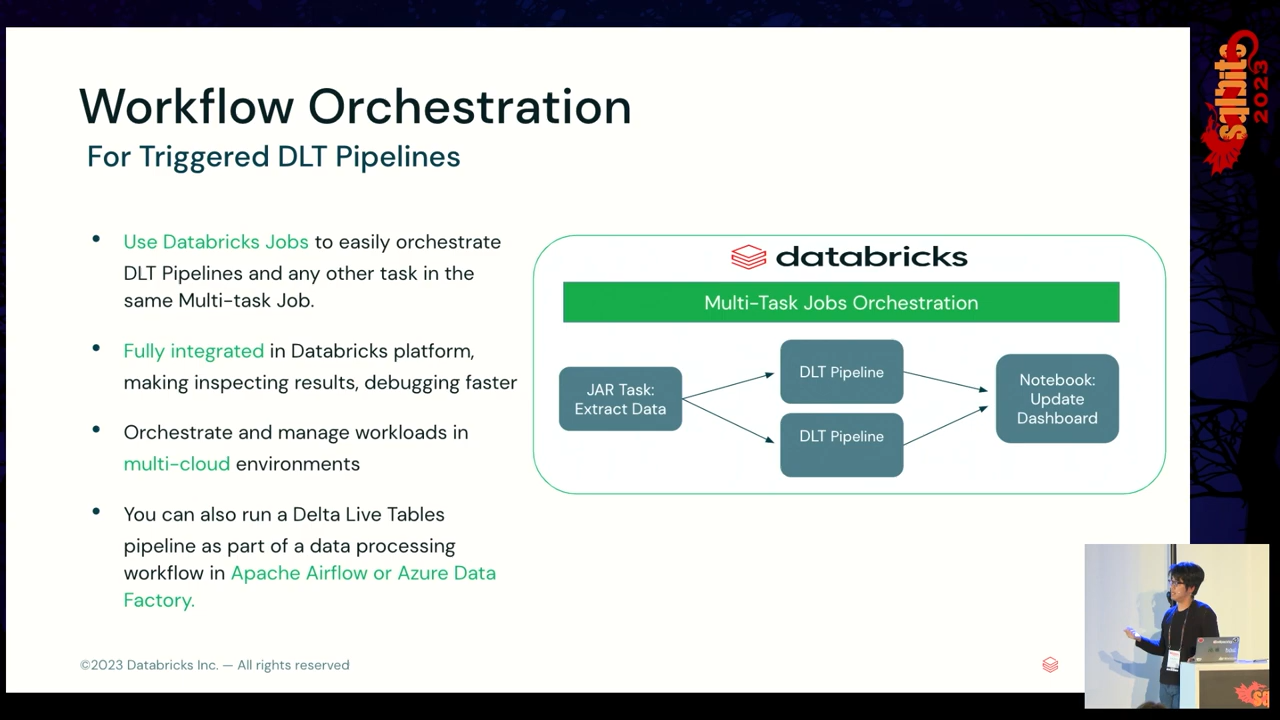 Workflow Orchestration
For Triggered DLT Pipelines
• Use Databricks Jobs to easily orchestrate
DLT Pipelines and any other task in the
same Multi-task Job.
• Fully integrated in Databricks platform,
making inspecting results, debugging faster
• Orchestrate and manage workloads in
multi-cloud environments
• You can also run a Delta Live Tables
pipeline as part of a data processing
workflow in Apache Airflow or Azure Data
Factory.
databricks
Multi-Task Jobs Orchestration
JAR Task:
Extract Data
DLT Pipeline
DLT Pipeline
Notebook:
Update
Dashboard
©2023 Databricks Inc. — All rights reserved
sqlbits
2023